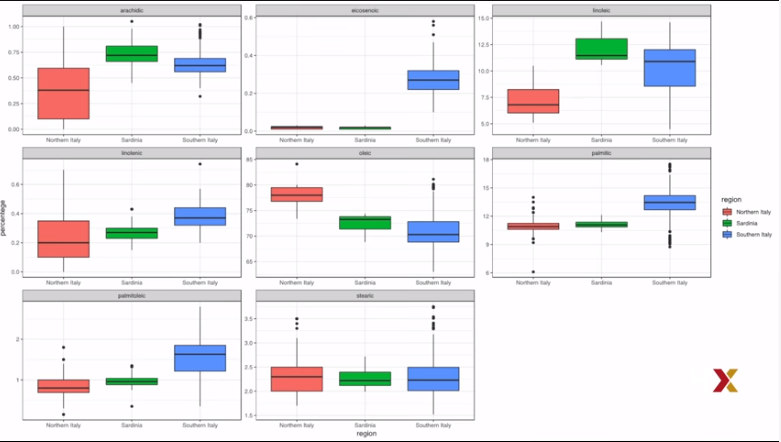 arachidic
eicosenoic
linoleic
1.00
0.75
0.50
0.25
0.00
0.6
0.4
0.2
0.0
15.0
12.5
10.0
7.5
5.0
Northern Italy Sardinia Southern Italy
Northern Italy Sardinia Southern Italy
Northern Italy Sardinia Southern Italy
linolenic
oleic
palmitic
0.6
0.4
0.2
0.0
85
80
75
70
65
18
15
12
9
6
Northern Italy Sardinia Southern Italy
Northern Italy Sardinia Southern Italy
Northern Italy Sardinia Southern Italy
percentege
region
Northern Italy
Sardinia
Southern Italy
palmitoleic
stearic
2
1
3.5
3.0
2.5
2.0
1.5
Northern Italy Sardinia Southern Italy
Northern Italy Sardinia Southern Italy
region